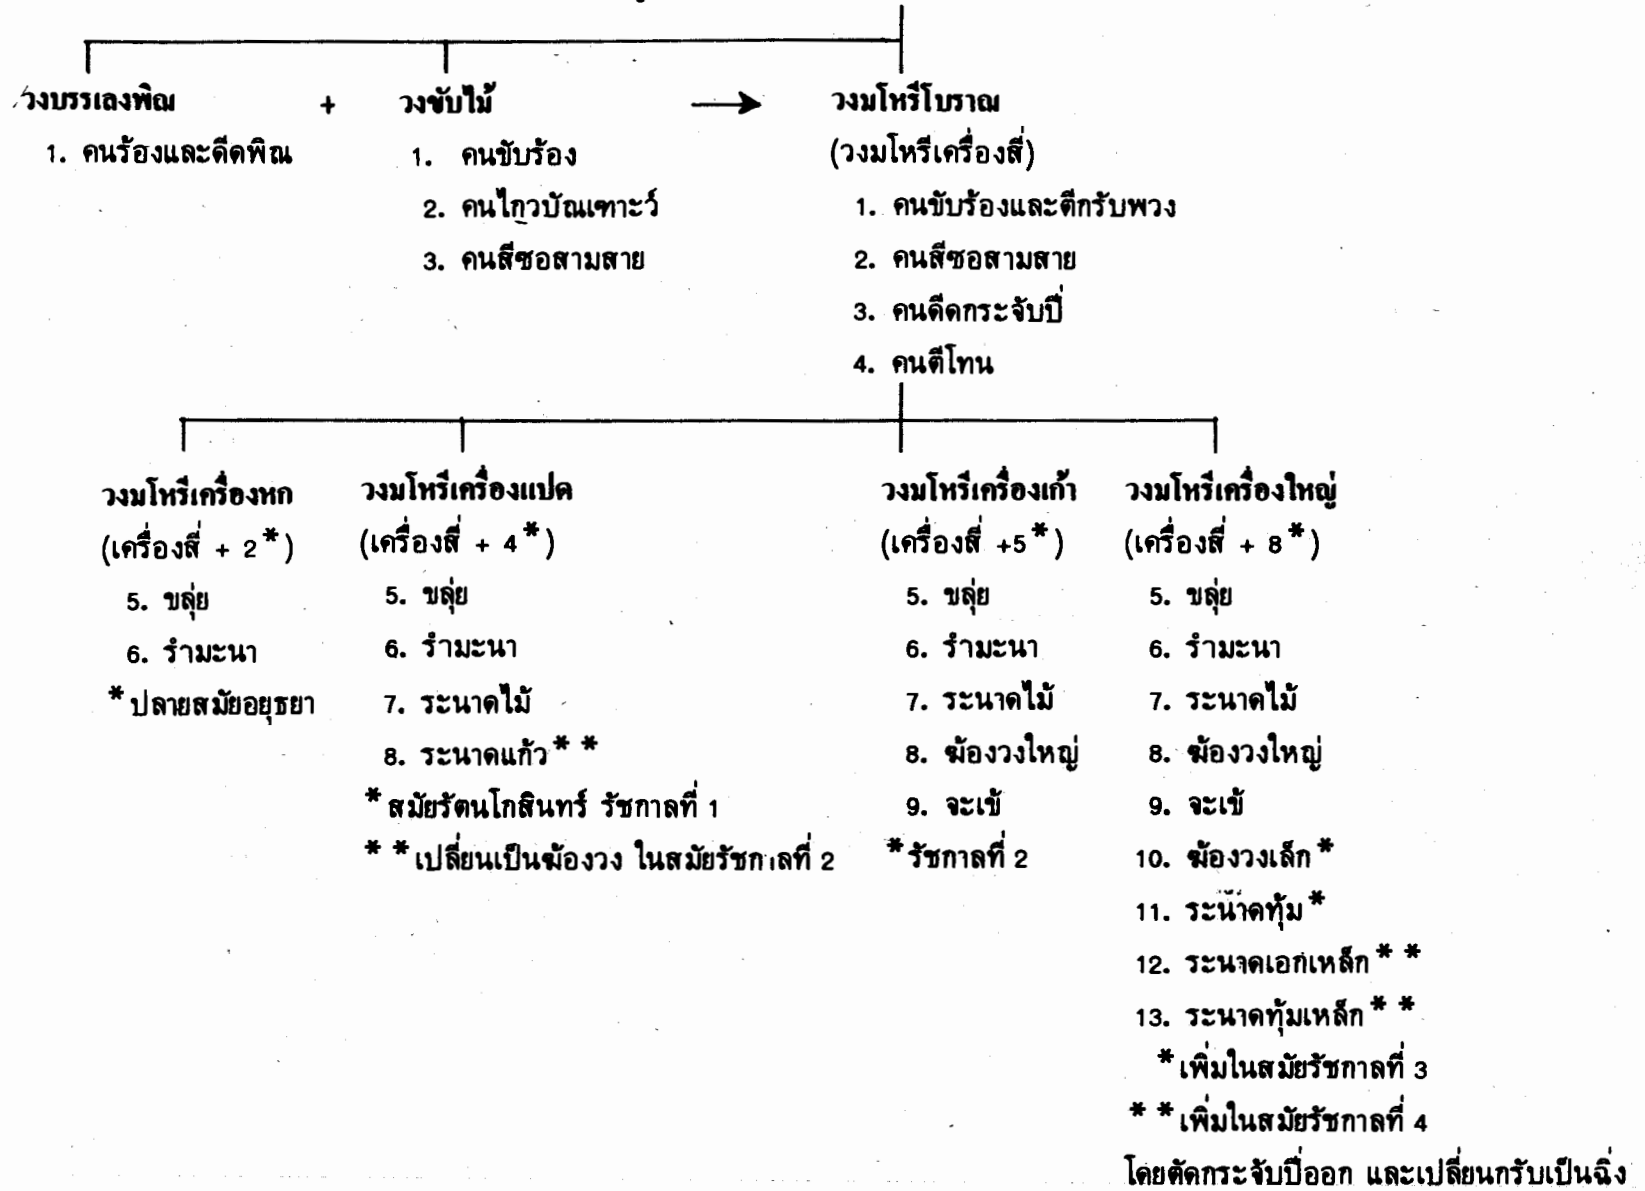 วงบรรเลงพิณ + วงขับไม้ → วงมโหรีโบราณ
1. คนร้องและดีดพิณ
1. คนขับร้อง
2. คนไกวบัณเฑาะว์
3. คนสีซอสามสาย
(วงมโหรีเครื่องสี่)
1. คนขับร้องและตีกรับพวง
2. คนสีซอสามสาย
3. คนดีดกระจับปี่
4. คนตีโทน
วงมโหรีเครื่องหก
(เครื่องสี่ + 2*)
5. ขลุ่ย
6. รำมะนา
*ปลายสมัยอยุธยา
วงมโหรีเครื่องแปด
(เครื่องสี่ + 4*)
5. ขลุ่ย
6. รำมะนา
7. ระนาดไม้
8. ระนาดแก้ว**
*สมัยรัตนโกสินทร์ รัชกาลที่ 1
**เปลี่ยนเป็นฆ้องวง ในสมัยรัชกาลที่ 2
วงมโหรีเครื่องเก้า
(เครื่องสี่ +5*)
5. ขลุ่ย
6. รำมะนา
7. ระนาดไม้
8. ฆ้องวงใหญ่
9. จะเข้
*รัชกาลที่ 2
วงมโหรีเครื่องใหญ่
(เครื่องสี่ + 8*)
5. ขลุ่ย
6. รำมะนา
7. ระนาดไม้
8. ฆ้องวงใหญ่
9. จะเข้
10. ฆ้องวงเล็ก*
11. ระนาดทุ้ม*
12. ระนาดเอกเหล็ก**
13. ระนาดทุ้มเหล็ก**
*เพิ่มในสมัยรัชกาลที่ 3
**เพิ่มในสมัยรัชกาลที่ 4
โดยตัดกระจับปี่ออก และเปลี่ยนกรับเป็นฉิ่ง